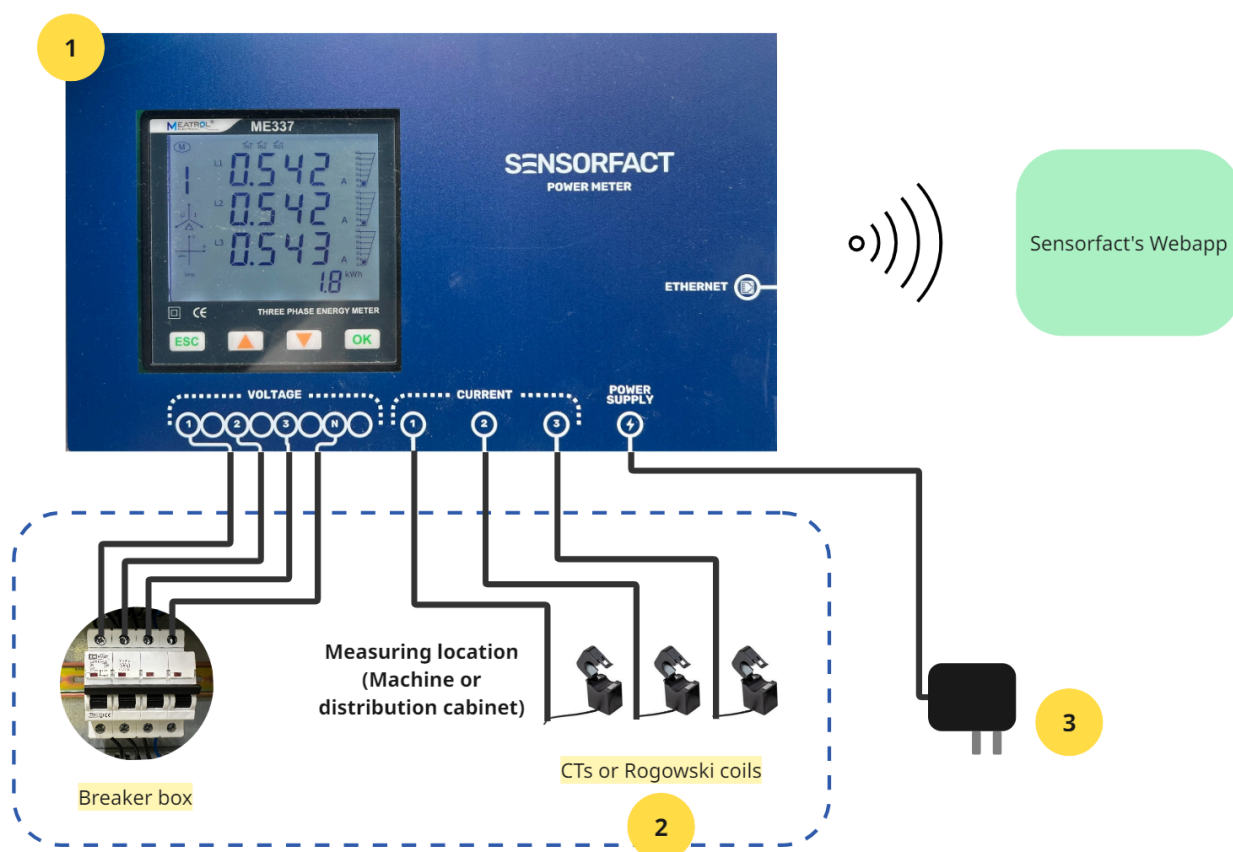 1
MEATROL®
ME337
M
L1 0.542 A
L2 0.542 A
L3 0.543 A
1.8 kWh
CE
THREE PHASE ENERGY METER
ESC
OK
SENSORFACT
POWER METER
ETHERNET
Sensorfact's Webapp
VOLTAGE
1 2 3 N
CURRENT
1 2 3
POWER
SUPPLY
Measuring location
(Machine or
distribution cabinet)
CTs or Rogowski coils
Breaker box
2
3